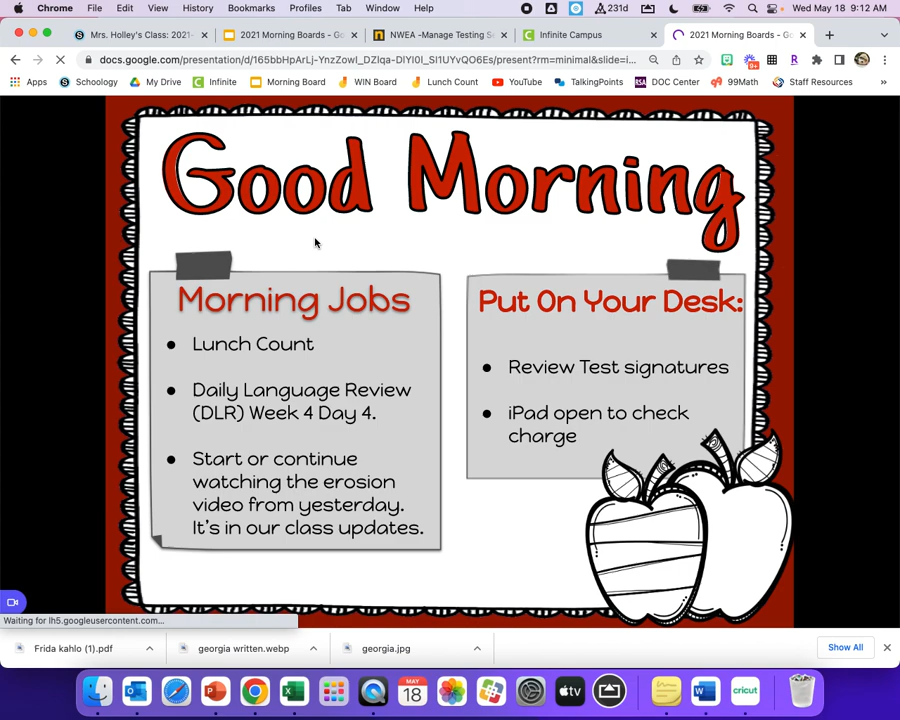 Chrome File Edit View History Bookmarks Profiles Tab Window Help 231d Wed May 18 9:12 AM
Mrs. Holley's Class: 2021- 2021 Morning Boards - Go NWEA -Manage Testing Se Infinite Campus 2021 Morning Boards - Go
docs.google.com/presentation/d/165bbHpArLj-YnzZowI_DZIqa-DlYI0I_SI1UYvQO6Es/present?rm=minimal&slide=i...
Apps Schoology My Drive Infinite Morning Board WIN Board Lunch Count YouTube TalkingPoints DOC Center 99Math Staff Resources »
Good Morning
Morning Jobs
Lunch Count
Daily Language Review
(DLR) Week 4 Day 4.
Start or continue
watching the erosion
video from yesterday.
It's in our class updates.
Put On Your Desk:
Review Test signatures
iPad open to check
charge
Waiting for lh5.googleusercontent.com...
Frida kahlo (1).pdf georgia written.webp georgia.jpg Show All
MAY
18
cricut